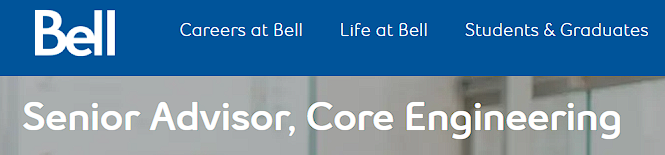 Bell Careers at Bell Life at Bell Students & Graduates
Senior Advisor, Core Engineering